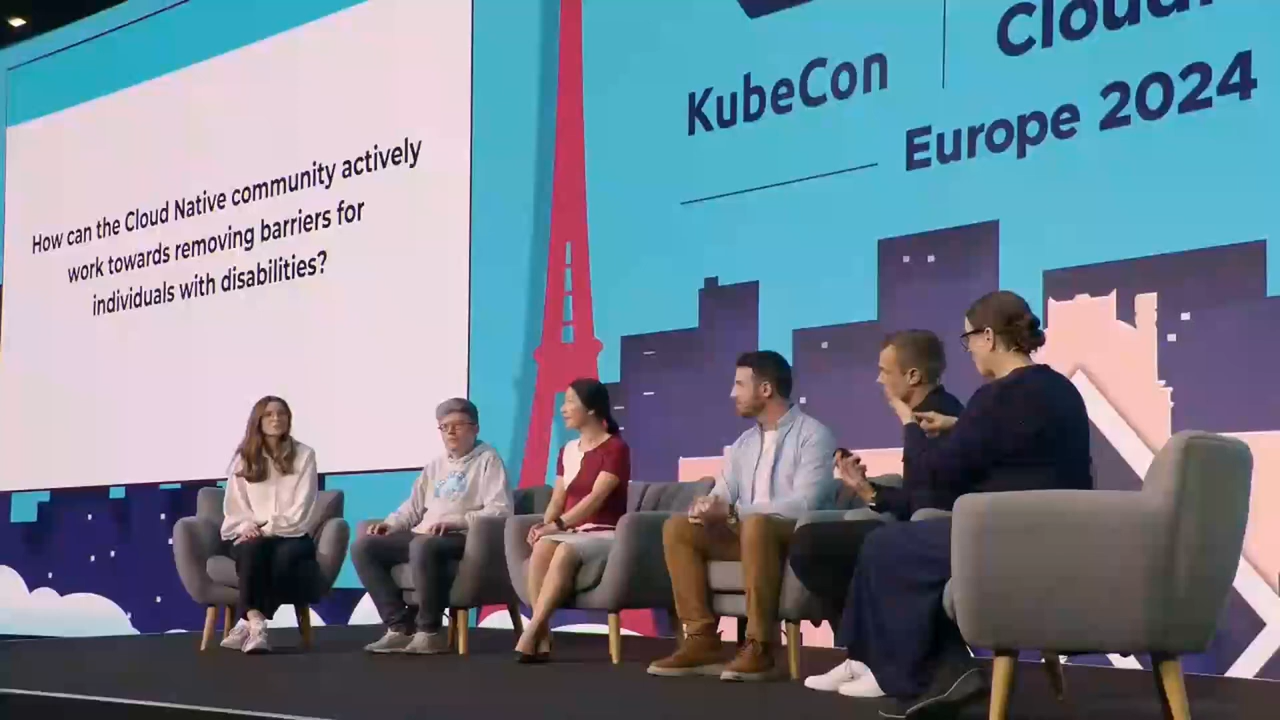 How can the Cloud Native community actively
work towards removing barriers for
individuals with disabilities?
KubeCon
Europe 2024